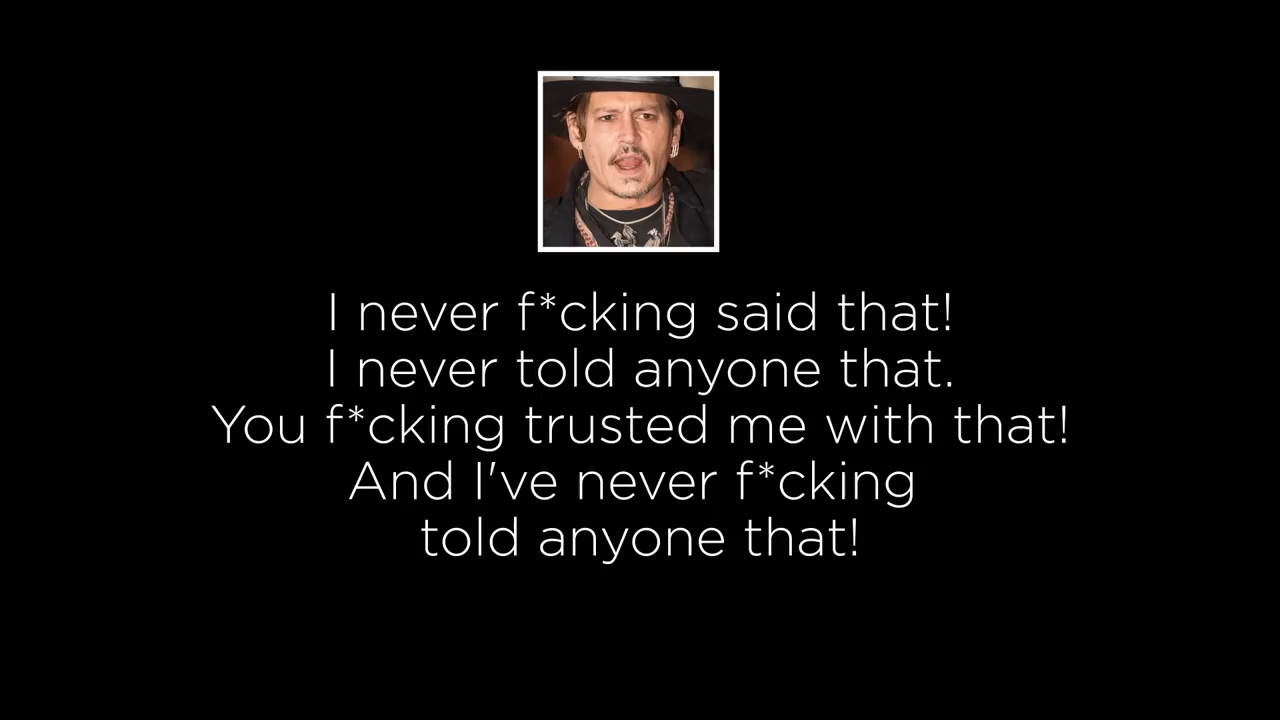 I never f*cking said that!
I never told anyone that.
You f*cking trusted me with that!
And I've never f*cking
told anyone that!